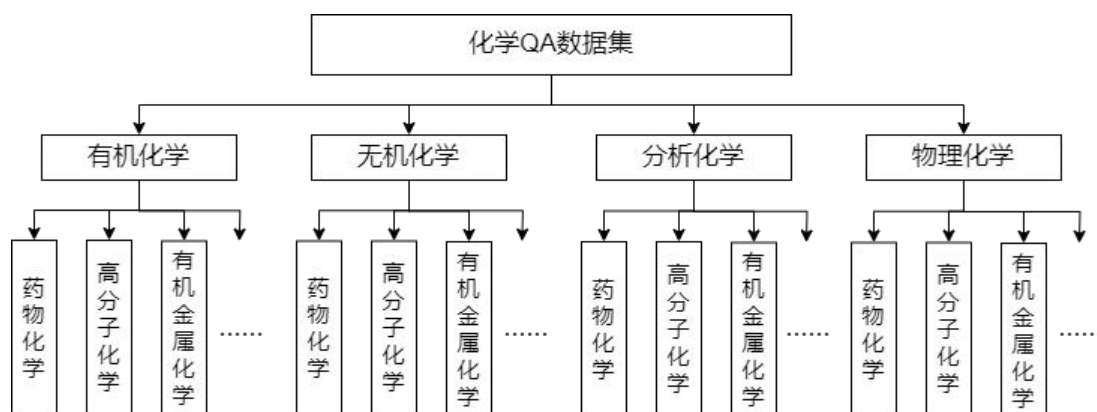 化学QA数据集
有机化学
无机化学
分析化学
物理化学
药物化学
高分子化学
有机金属化学
……
药物化学
高分子化学
有机金属化学
……
药物化学
高分子化学
有机金属化学
……
药物化学
高分子化学
有机金属化学
……